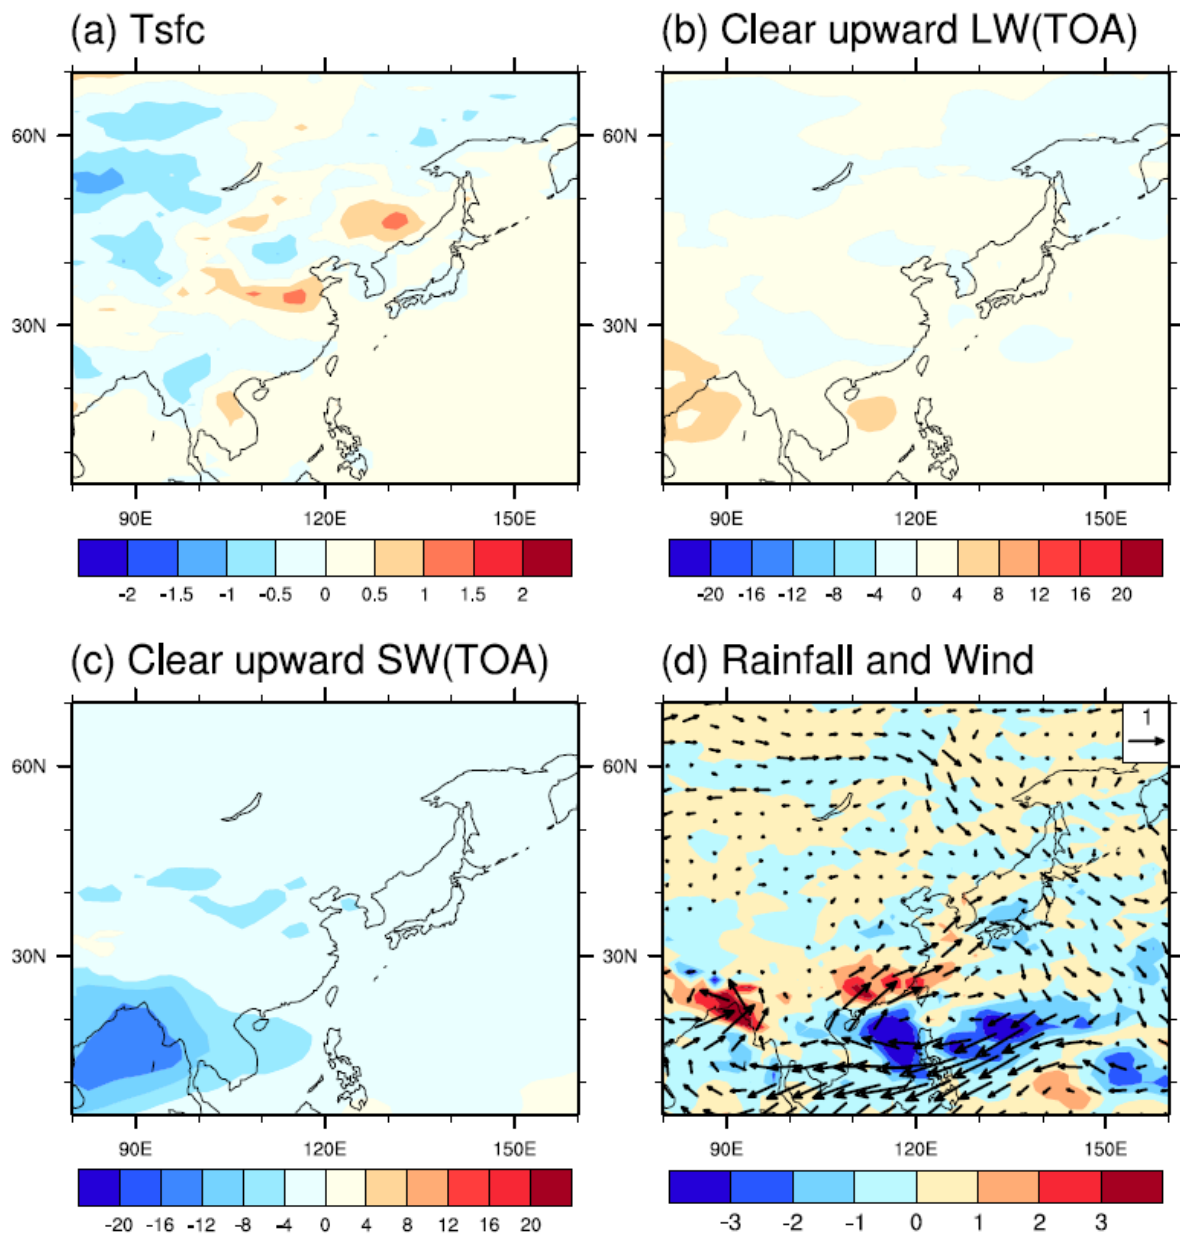 (a) Tsfc
(b) Clear upward LW(TOA)
60N
60N
30N
30N
90E 120E 150E
90E 120E 150E
-2 -1.5 -1 -0.5 0 0.5 1 1.5 2
-20 -16 -12 -8 -4 0 4 8 12 16 20
(c) Clear upward SW(TOA)
(d) Rainfall and Wind
1
60N
60N
30N
30N
90E 120E 150E
90E 120E 150E
-20 -16 -12 -8 -4 0 4 8 12 16 20
-3 -2 -1 0 1 2 3